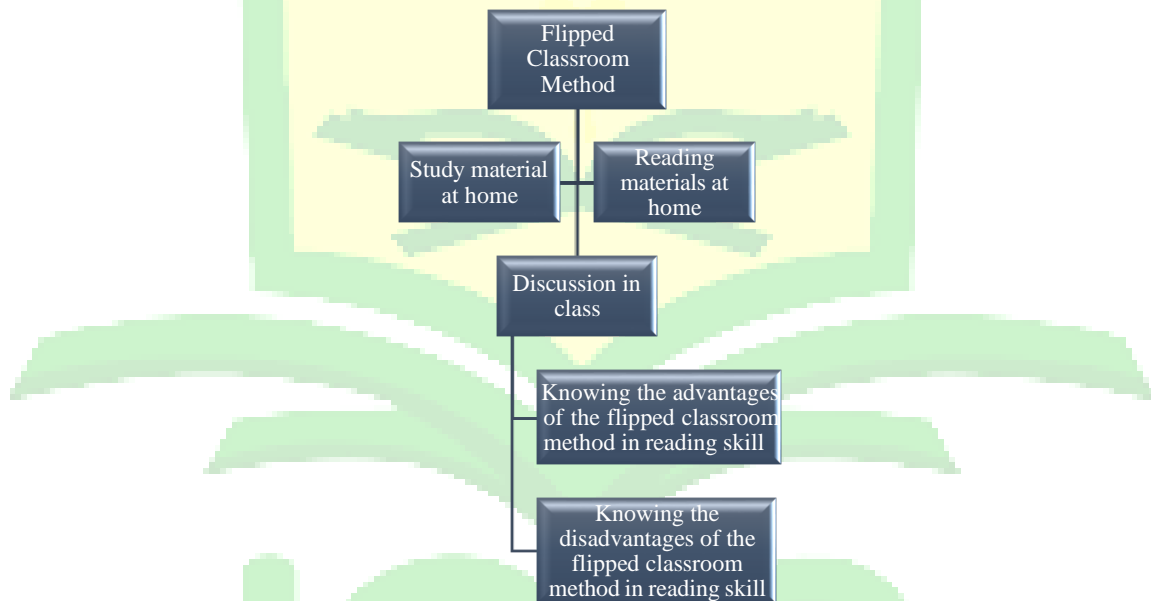 Flipped
Classroom
Method
Study material
at home
Reading
materials at
home
Discussion in
class
Knowing the advantages
of the flipped classroom
method in reading skill
Knowing the
disadvantages of the
flipped classroom
method in reading skill